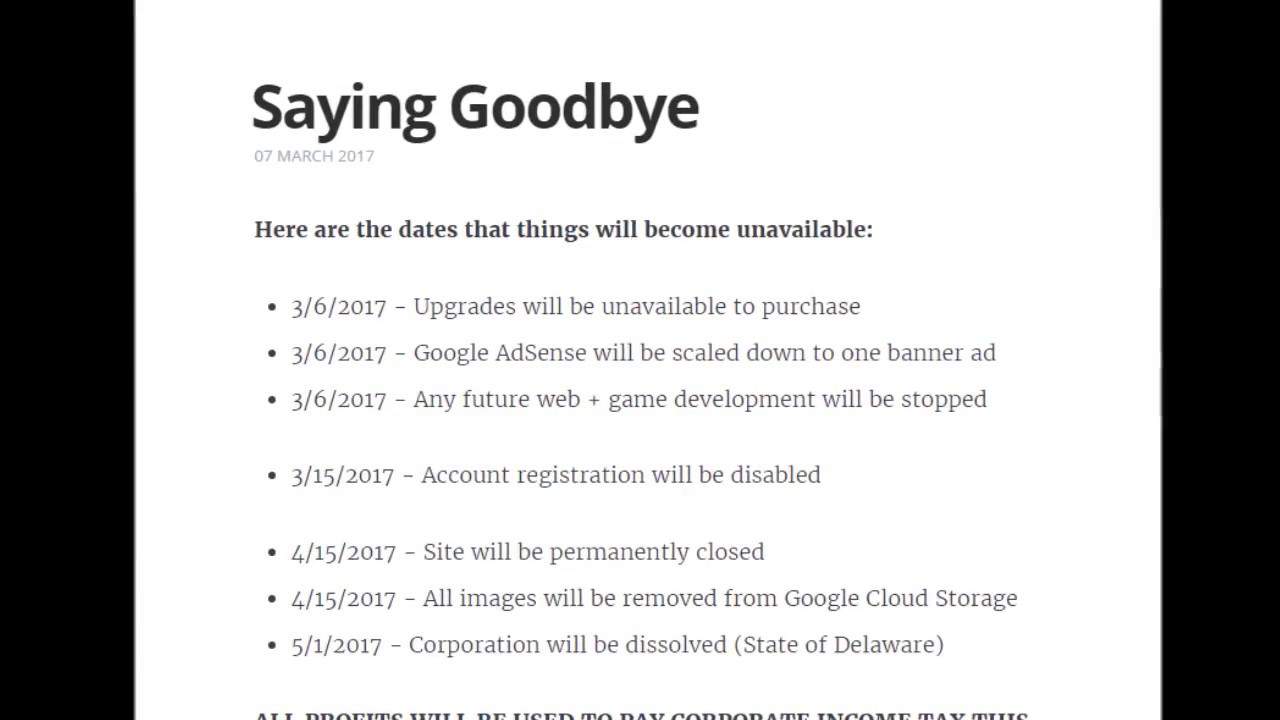 Saying Goodbye
07 MARCH 2017
Here are the dates that things will become unavailable:
• 3/6/2017 - Upgrades will be unavailable to purchase
• 3/6/2017 - Google AdSense will be scaled down to one banner ad
• 3/6/2017 - Any future web + game development will be stopped
• 3/15/2017 - Account registration will be disabled
• 4/15/2017 - Site will be permanently closed
• 4/15/2017 - All images will be removed from Google Cloud Storage
• 5/1/2017 - Corporation will be dissolved (State of Delaware)
ALL PROFITS WILL BE USED TO PAY CORPORATE INCOME TAX THIS